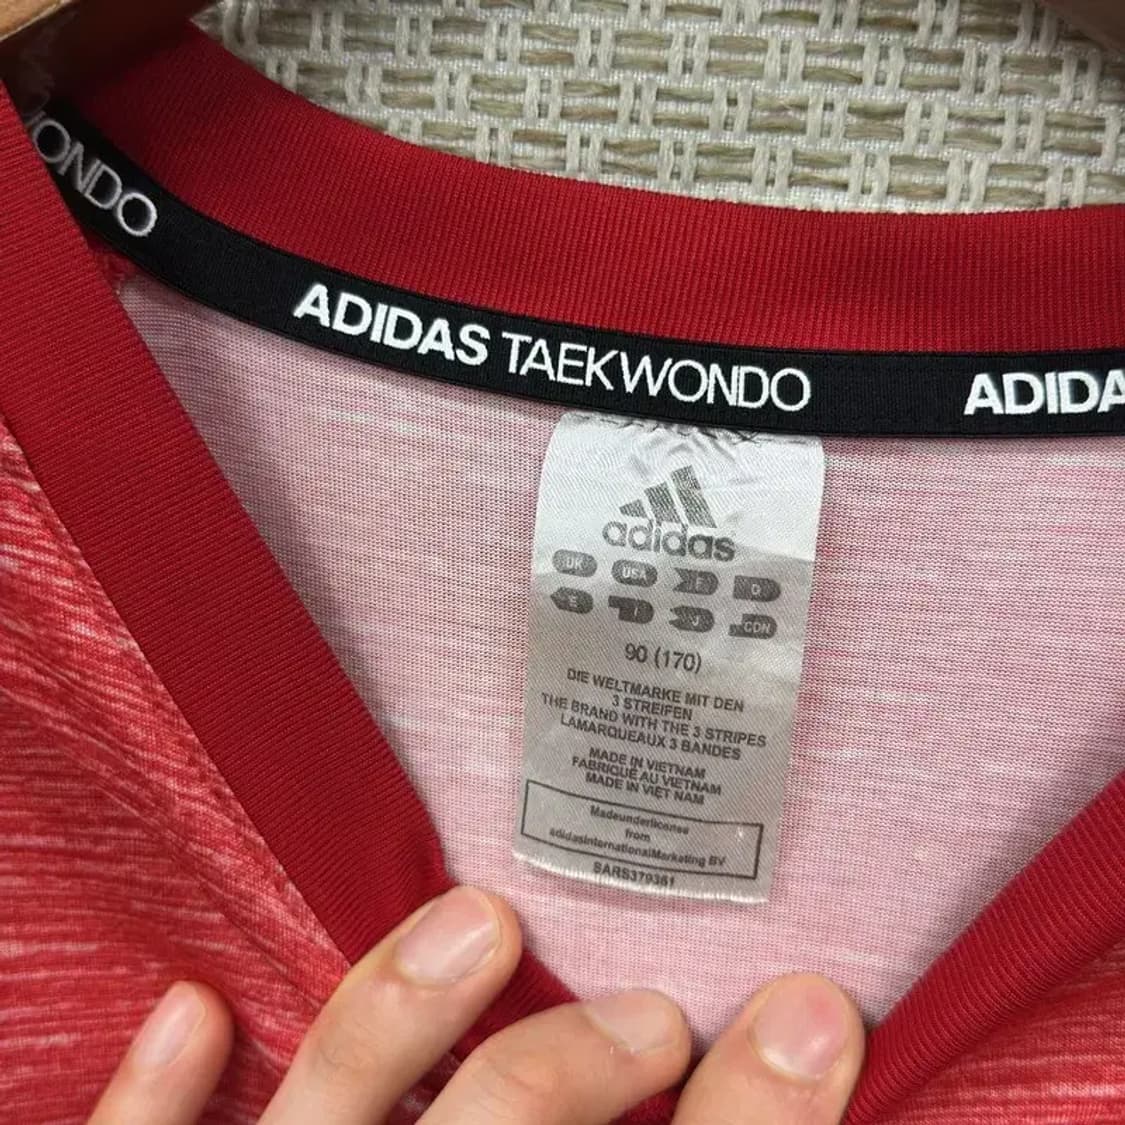 ONDO
ADIDAS TAEKWONDO
ADIDA
adidas
UK USA F D
E I J CDN
90 (170)
DIE WELTMARKE MIT DEN
3 STREIFEN
THE BRAND WITH THE 3 STRIPES
LAMARQUEAUX 3 BANDES
MADE IN VIETNAM
FABRIQUÉ AU VIETNAM
MADE IN VIET NAM
Madeunderlicense
from
adidasInternationalMarketing BV
SARS379361